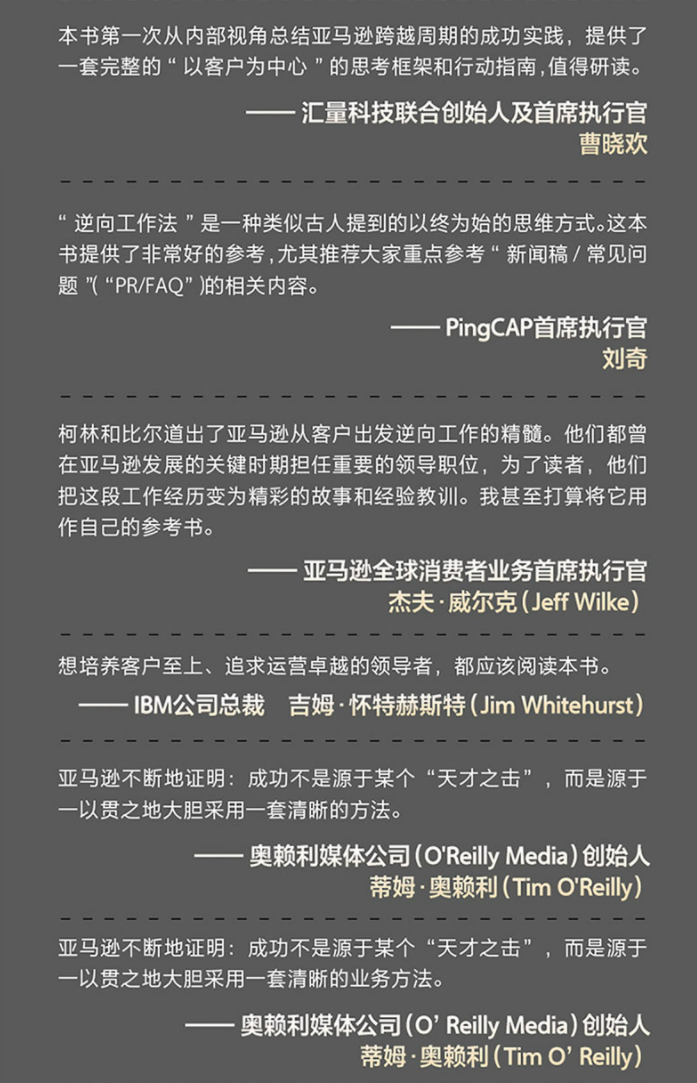 本书第一次从内部视角总结亚马逊跨越周期的成功实践，提供了
一套完整的“以客户为中心”的思考框架和行动指南,值得研读。
—— 汇量科技联合创始人及首席执行官
曹晓欢
“逆向工作法”是一种类似古人提到的以终为始的思维方式。这本
书提供了非常好的参考,尤其推荐大家重点参考“新闻稿/常见问
题”(“PR/FAQ”)的相关内容。
—— PingCAP首席执行官
刘奇
柯林和比尔道出了亚马逊从客户出发逆向工作的精髓。他们都曾
在亚马逊发展的关键时期担任重要的领导职位，为了读者，他们
把这段工作经历变为精彩的故事和经验教训。我甚至打算将它用
作自己的参考书。
—— 亚马逊全球消费者业务首席执行官
杰夫·威尔克(Jeff Wilke)
想培养客户至上、追求运营卓越的领导者，都应该阅读本书。
—— IBM公司总裁 吉姆·怀特赫斯特(Jim Whitehurst)
亚马逊不断地证明：成功不是源于某个“天才之击”，而是源于
一以贯之地大胆采用一套清晰的方法。
—— 奥赖利媒体公司(O'Reilly Media)创始人
蒂姆·奥赖利(Tim O'Reilly)
亚马逊不断地证明：成功不是源于某个“天才之击”，而是源于
一以贯之地大胆采用一套清晰的业务方法。
—— 奥赖利媒体公司(O’ Reilly Media)创始人
蒂姆·奥赖利(Tim O’ Reilly)